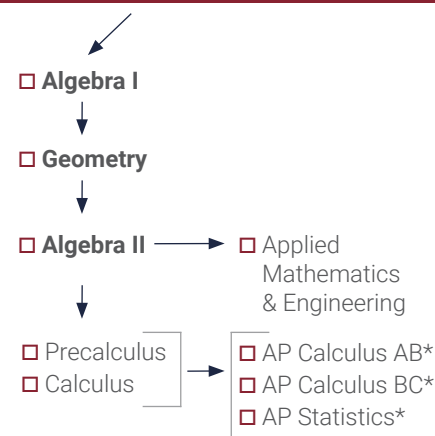 Algebra I
Geometry
Algebra II
Applied
Mathematics
& Engineering
Precalculus
Calculus
AP Calculus AB*
AP Calculus BC*
AP Statistics*